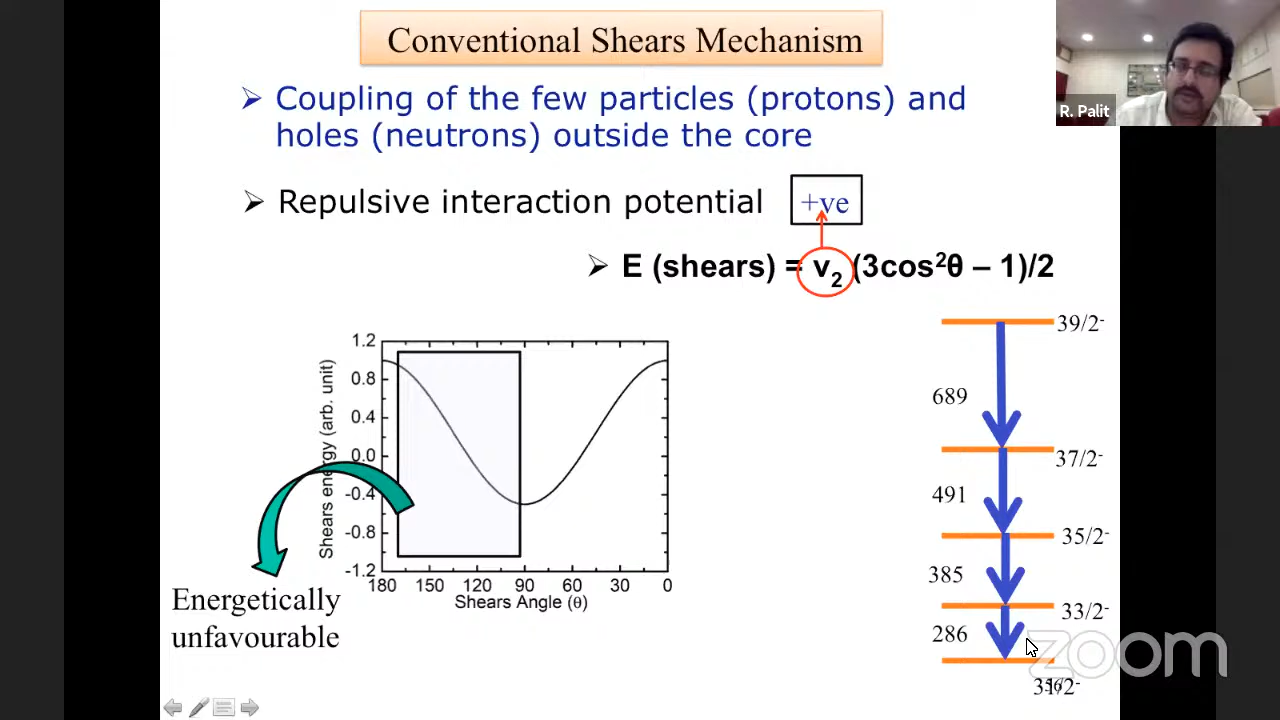 Conventional Shears Mechanism
R. Palit
Coupling of the few particles (protons) and
holes (neutrons) outside the core
Repulsive interaction potential
+ve
E (shears) = v₂ (3cos²θ – 1)/2
1.2
0.8
0.4
0.0
-0.4
-0.8
-1.2
Shears energy (arb. unit)
180 150 120 90 60 30 0
Shears Angle (θ)
Energetically
unfavourable
39/2⁻
689
37/2⁻
491
35/2⁻
385
33/2⁻
286
zoom